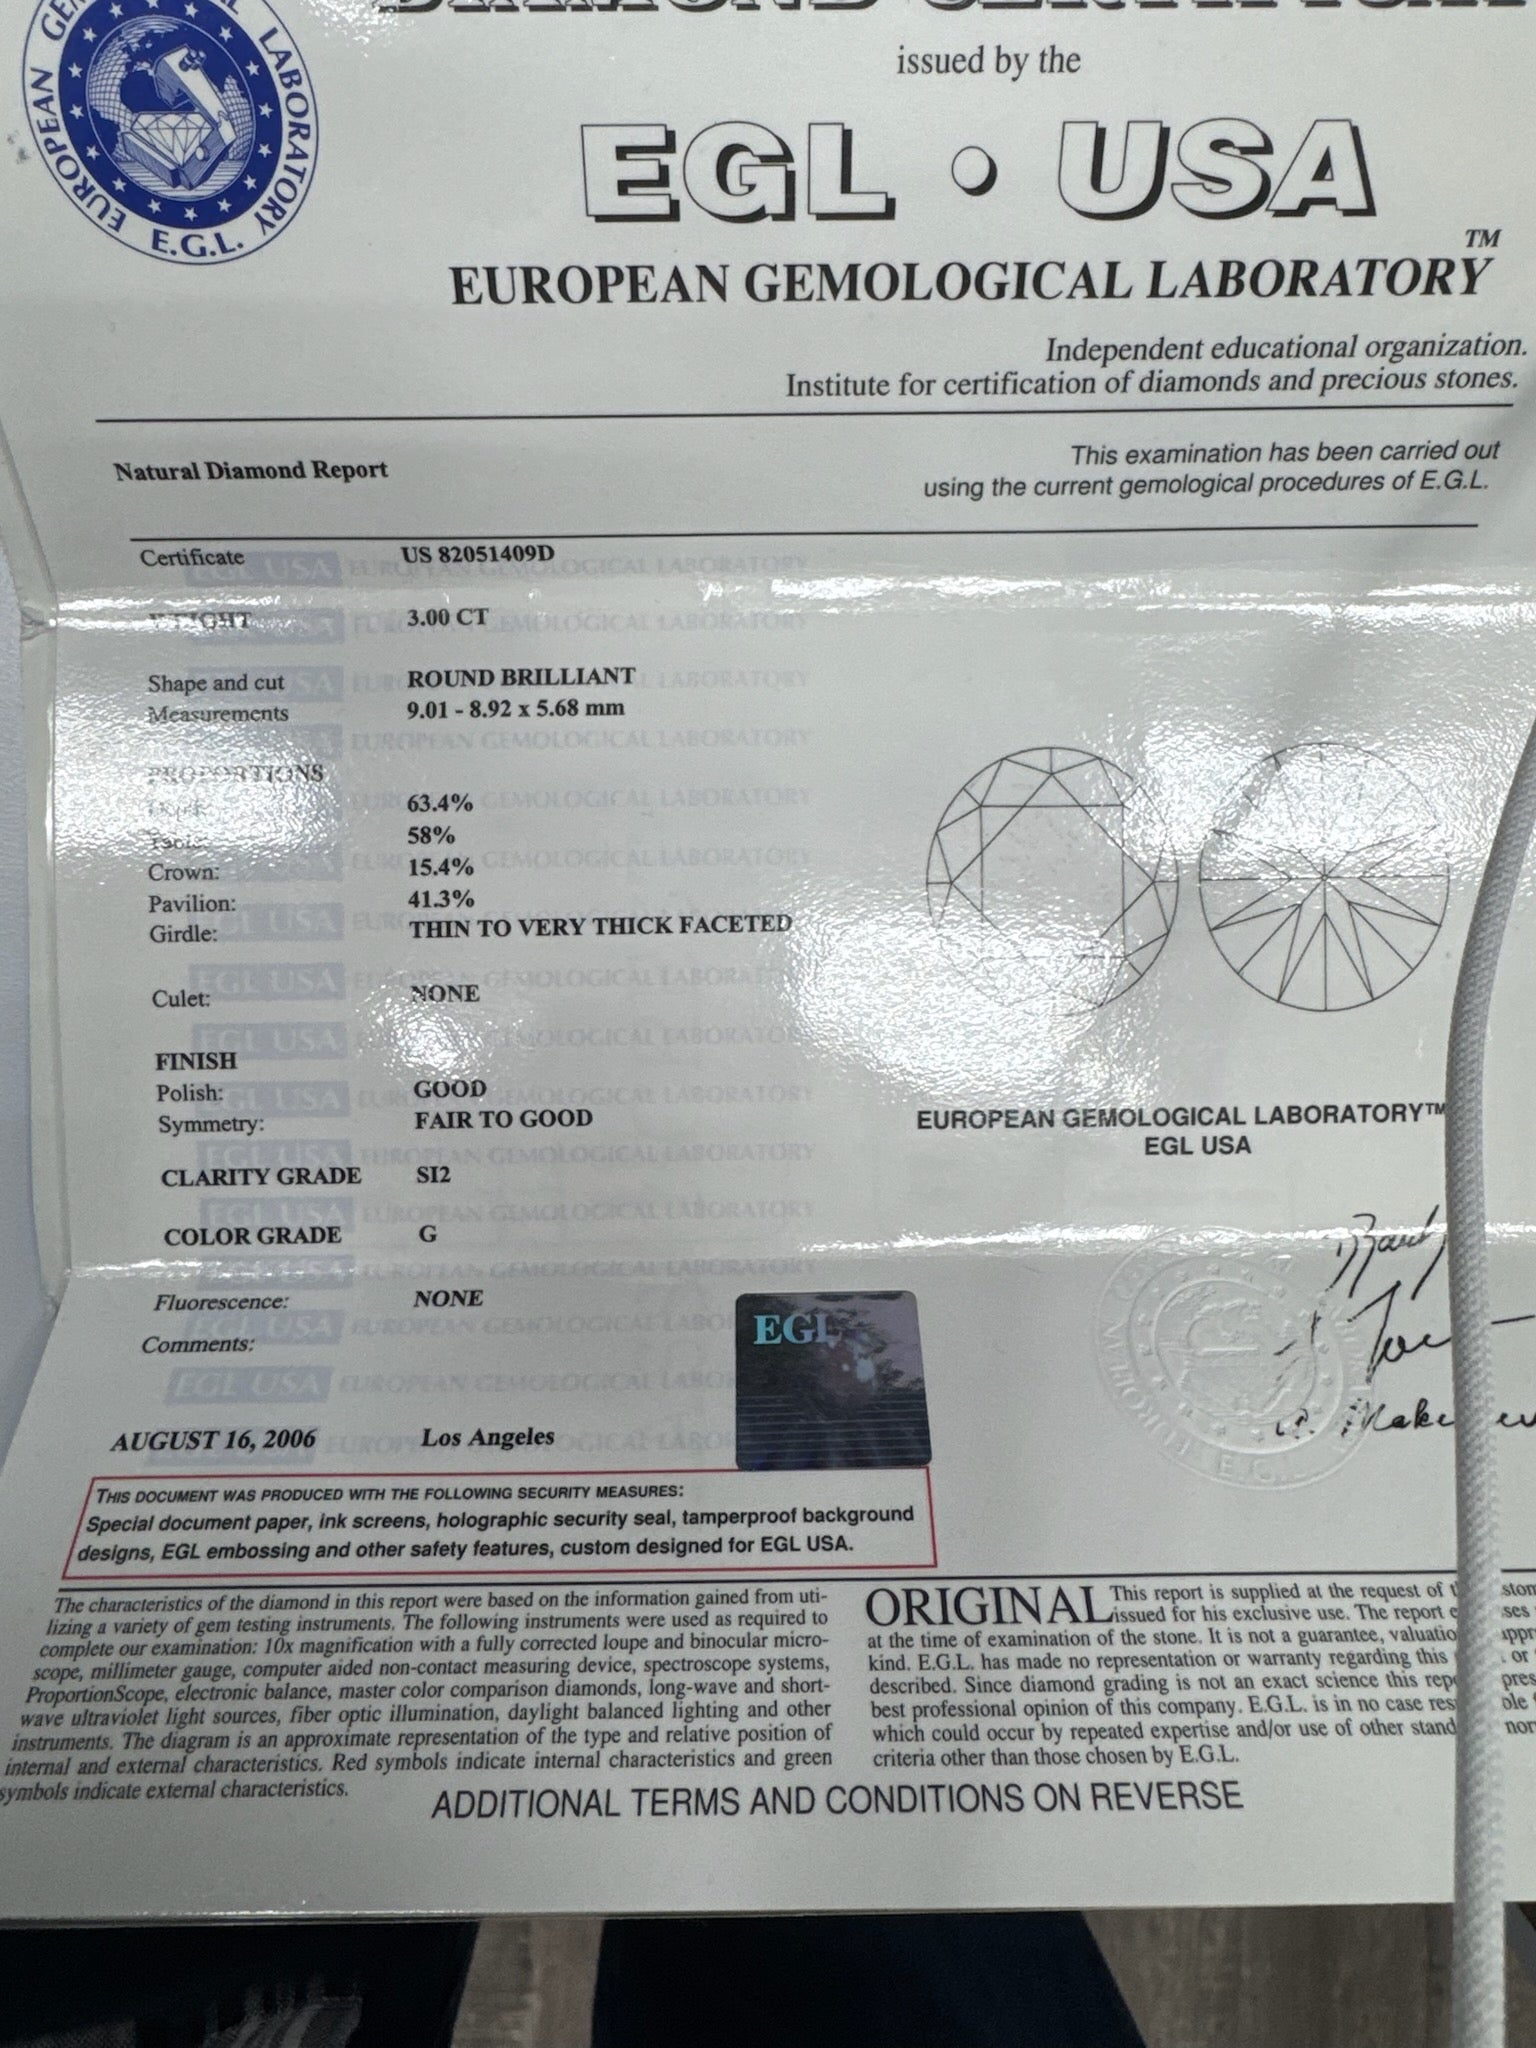 issued by the
EGL • USA
EUROPEAN GEMOLOGICAL LABORATORY™
EUROPEAN LABORATORY
E.G.L.
Independent educational organization.
Institute for certification of diamonds and precious stones.
Natural Diamond Report
This examination has been carried out
using the current gemological procedures of E.G.L.
Certificate US 82051409D
WEIGHT 3.00 CT
Shape and cut ROUND BRILLIANT
Measurements 9.01 - 8.92 x 5.68 mm
PROPORTIONS
63.4%
Table: 58%
Crown: 15.4%
Pavilion: 41.3%
Girdle: THIN TO VERY THICK FACETED
Culet: NONE
FINISH
Polish: GOOD
Symmetry: FAIR TO GOOD
CLARITY GRADE SI2
COLOR GRADE G
Fluorescence: NONE
Comments:
AUGUST 16, 2006 Los Angeles
EGL
EUROPEAN GEMOLOGICAL LABORATORY™
EGL USA
THIS DOCUMENT WAS PRODUCED WITH THE FOLLOWING SECURITY MEASURES:
Special document paper, ink screens, holographic security seal, tamperproof background
designs, EGL embossing and other safety features, custom designed for EGL USA.
The characteristics of the diamond in this report were based on the information gained from uti-
lizing a variety of gem testing instruments. The following instruments were used as required to
complete our examination: 10x magnification with a fully corrected loupe and binocular micro-
scope, millimeter gauge, computer aided non-contact measuring device, spectroscope systems,
ProportionScope, electronic balance, master color comparison diamonds, long-wave and short-
wave ultraviolet light sources, fiber optic illumination, daylight balanced lighting and other
instruments. The diagram is an approximate representation of the type and relative position of
internal and external characteristics. Red symbols indicate internal characteristics and green
symbols indicate external characteristics.
ORIGINAL This report is supplied at the request of
issued for his exclusive use. The report
at the time of examination of the stone. It is not a guarantee,
kind. E.G.L. has made no representation or warranty regarding this or
described. Since diamond grading is not an exact science this
best professional opinion of this company. E.G.L. is in no case
which could occur by repeated expertise and/or use of other
criteria other than those chosen by E.G.L.
ADDITIONAL TERMS AND CONDITIONS ON REVERSE